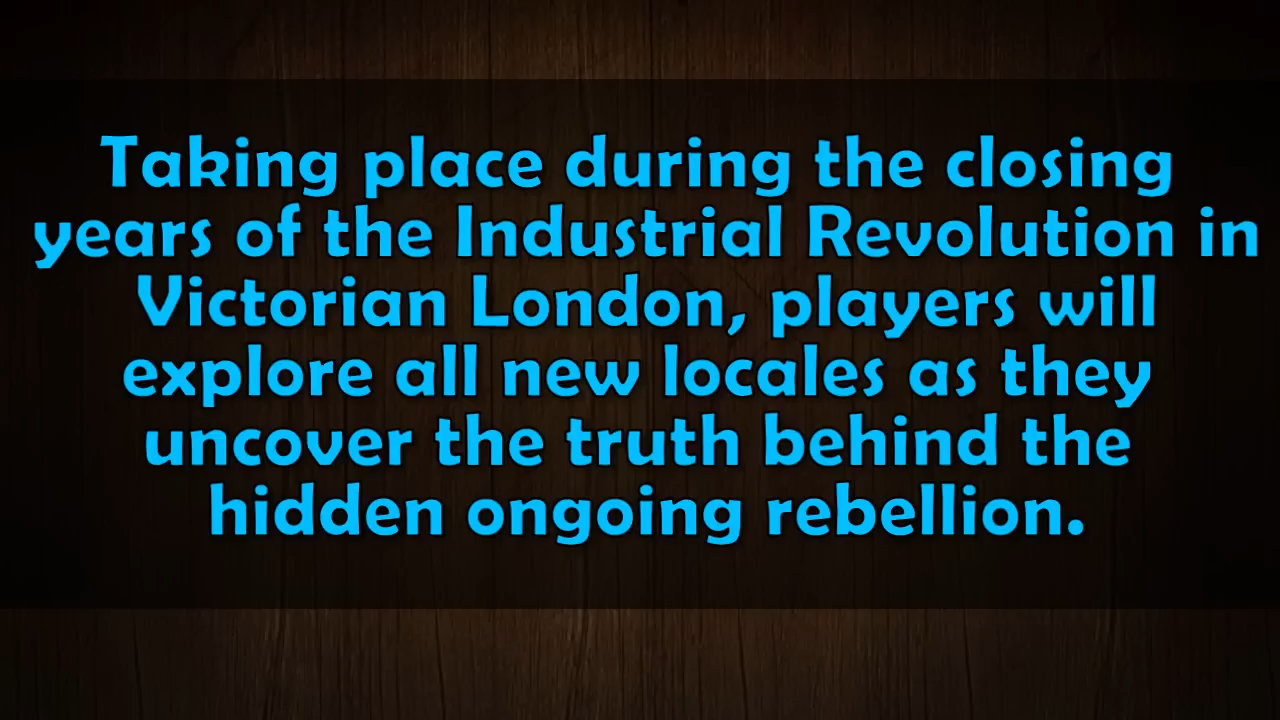 Taking place during the closing
years of the Industrial Revolution in
Victorian London, players will
explore all new locales as they
uncover the truth behind the
hidden ongoing rebellion.